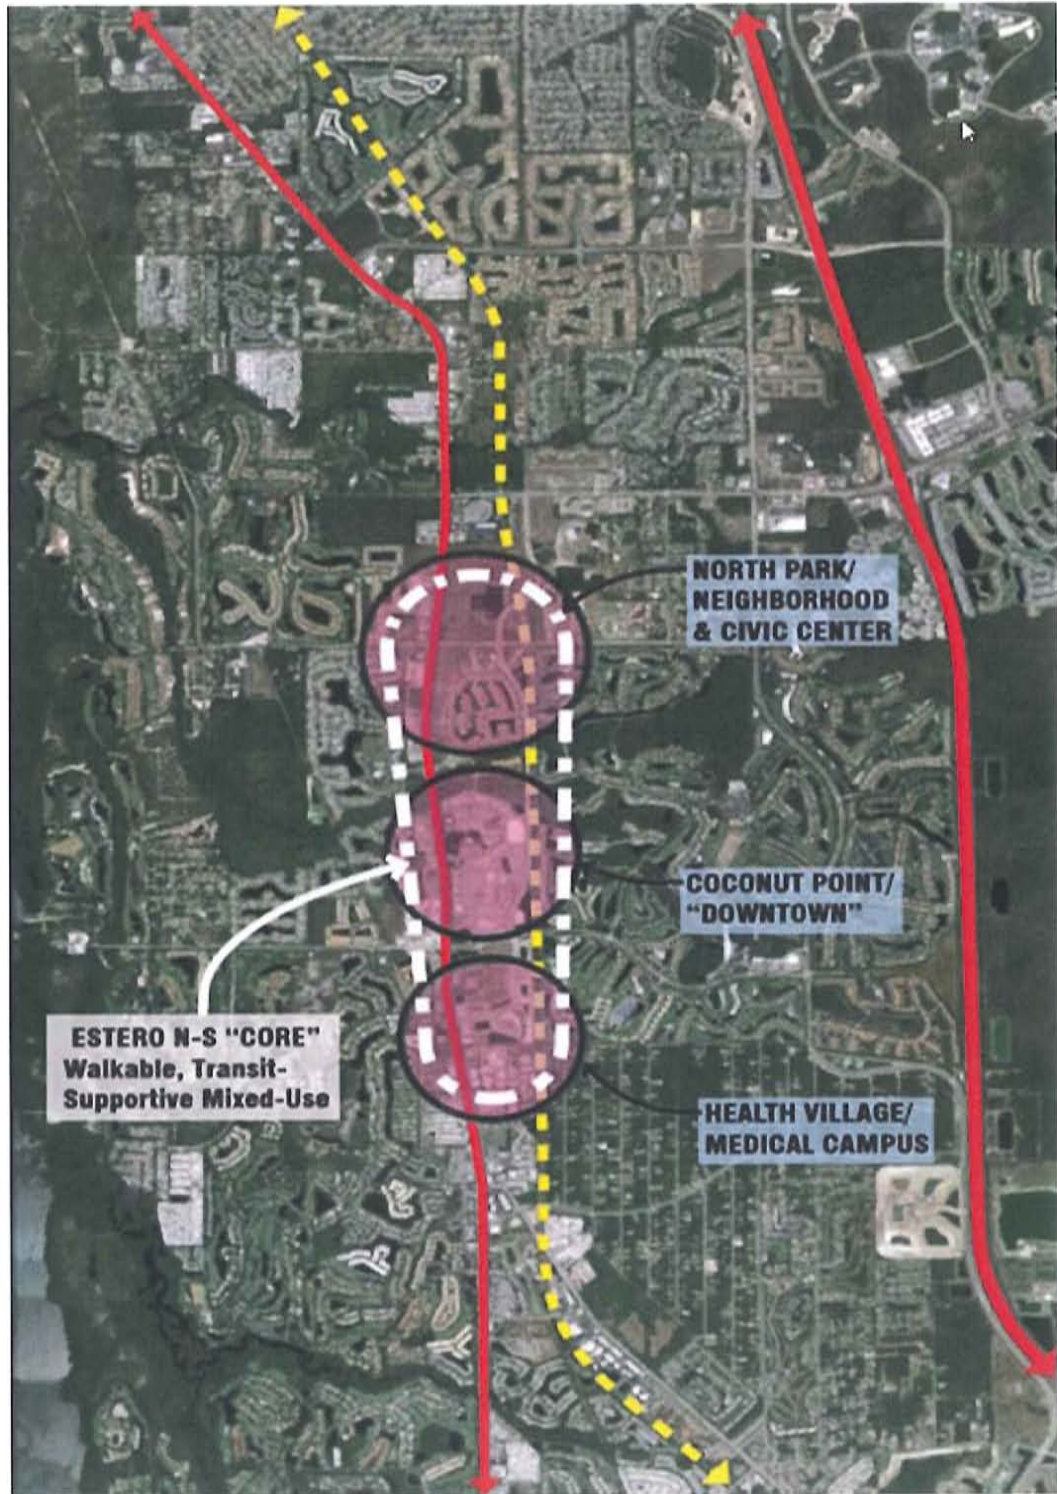 NORTH PARK/
NEIGHBORHOOD
& CIVIC CENTER
COCONUT POINT/
“DOWNTOWN”
ESTERO N-S “CORE”
Walkable, Transit-
Supportive Mixed-Use
HEALTH VILLAGE/
MEDICAL CAMPUS